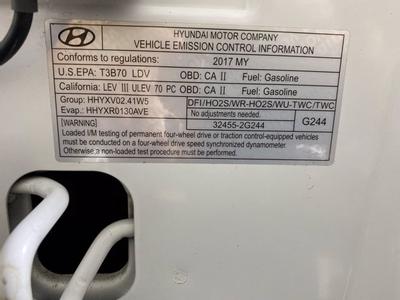 HYUNDAI MOTOR COMPANY
VEHICLE EMISSION CONTROL INFORMATION
Conforms to regulations: 2017 MY
U.S.EPA: T3B70 LDV OBD: CA II Fuel: Gasoline
California: LEV III ULEV 70 PC OBD: CA II Fuel: Gasoline
Group: HHYXV02.41W5 DFI/HO2S/WR-HO2S/WU-TWC/TWC
Evap.: HHYXR0130AVE 32455-2G244 G244
[WARNING]
Loaded I/M testing of permanent four-wheel drive or traction control-equipped vehicles
must be conducted on a four-wheel drive speed synchronized dynamometer.
Otherwise a non-loaded test procedure must be conducted.